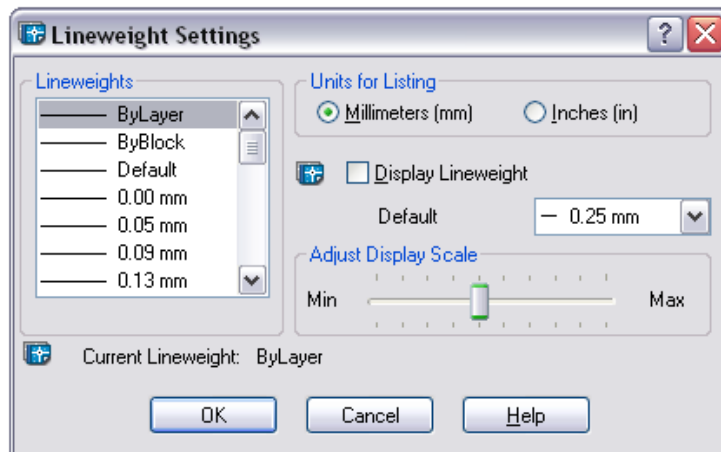 Lineweight Settings
Lineweights
ByLayer
ByBlock
Default
0.00 mm
0.05 mm
0.09 mm
0.13 mm
Units for Listing
Millimeters (mm) Inches (in)
Display Lineweight
Default 0.25 mm
Adjust Display Scale
Min Max
Current Lineweight: ByLayer
OK Cancel Help